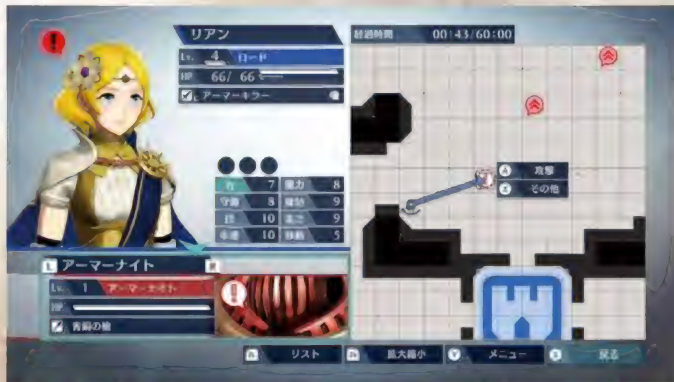 リアン
Lv. 4 ロード
HP 66/ 66
アーマーキラー
力 7 魔力 8
守備 8 魔防 9
技 10 速さ 9
幸運 10 移動 5
L アーマーナイト R
Lv. 1 アーマーナイト
HP
青銅の槍
経過時間 00:43/60:00
A 攻撃
X その他
リスト
拡大縮小
Y メニュー
戻る